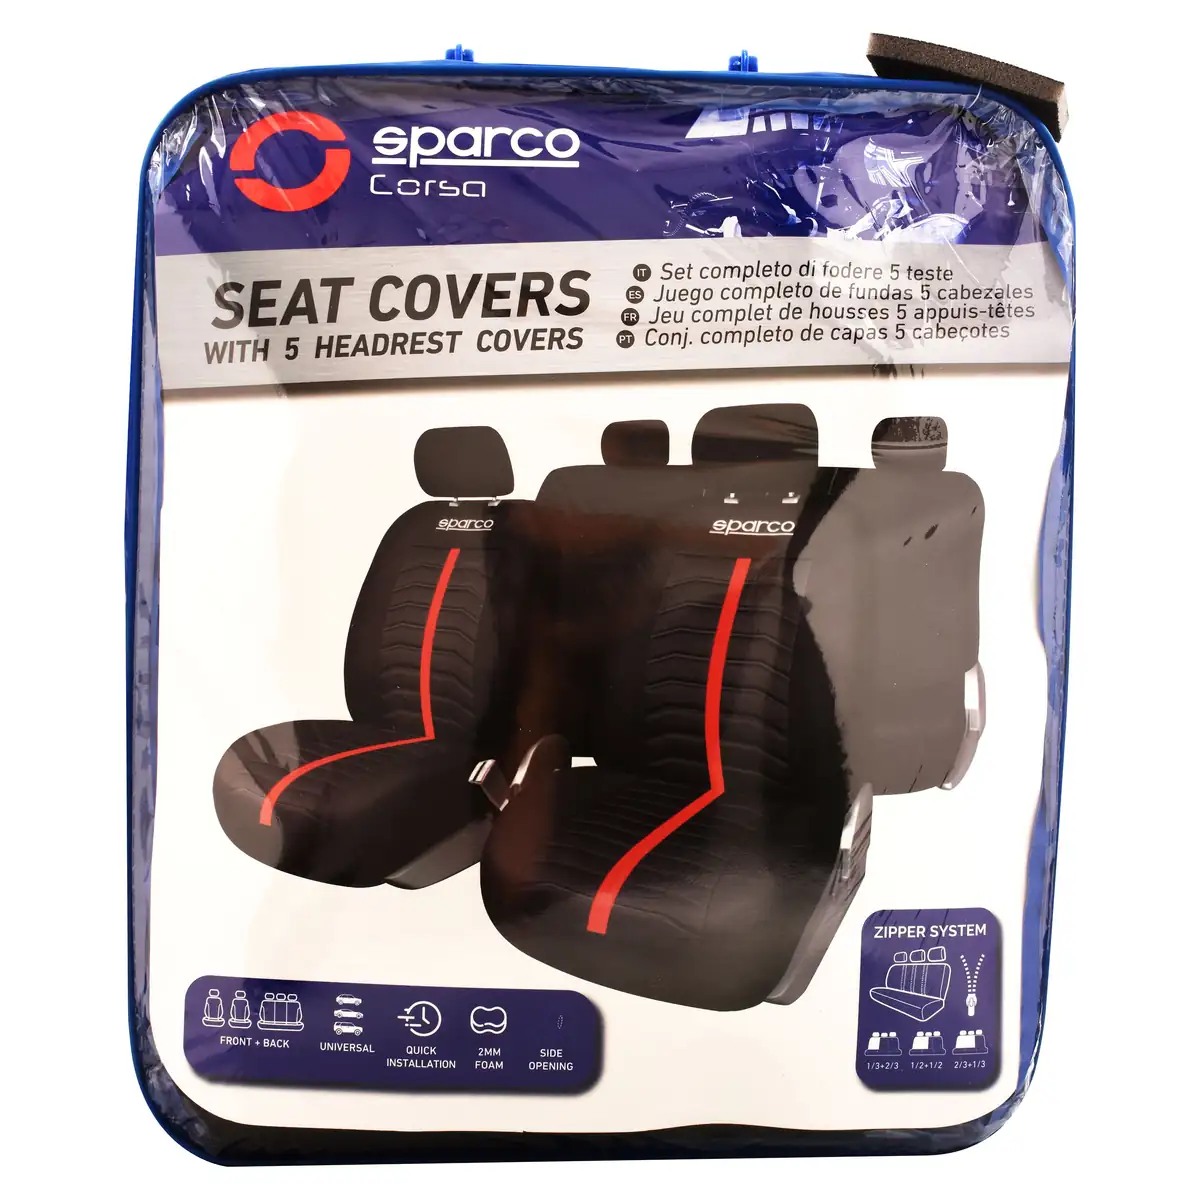 sparco
Corsa
SEAT COVERS
WITH 5 HEADREST COVERS
IT Set completo di fodere 5 teste
ES Juego completo de fundas 5 cabezales
FR Jeu complet de housses 5 appuis-têtes
PT Conj. completo de capas 5 cabeçotes
sparco
sparco
ZIPPER SYSTEM
1/3+2/3
1/2+1/2
2/3+1/3
FRONT + BACK
UNIVERSAL
QUICK
INSTALLATION
2MM
FOAM
SIDE
OPENING